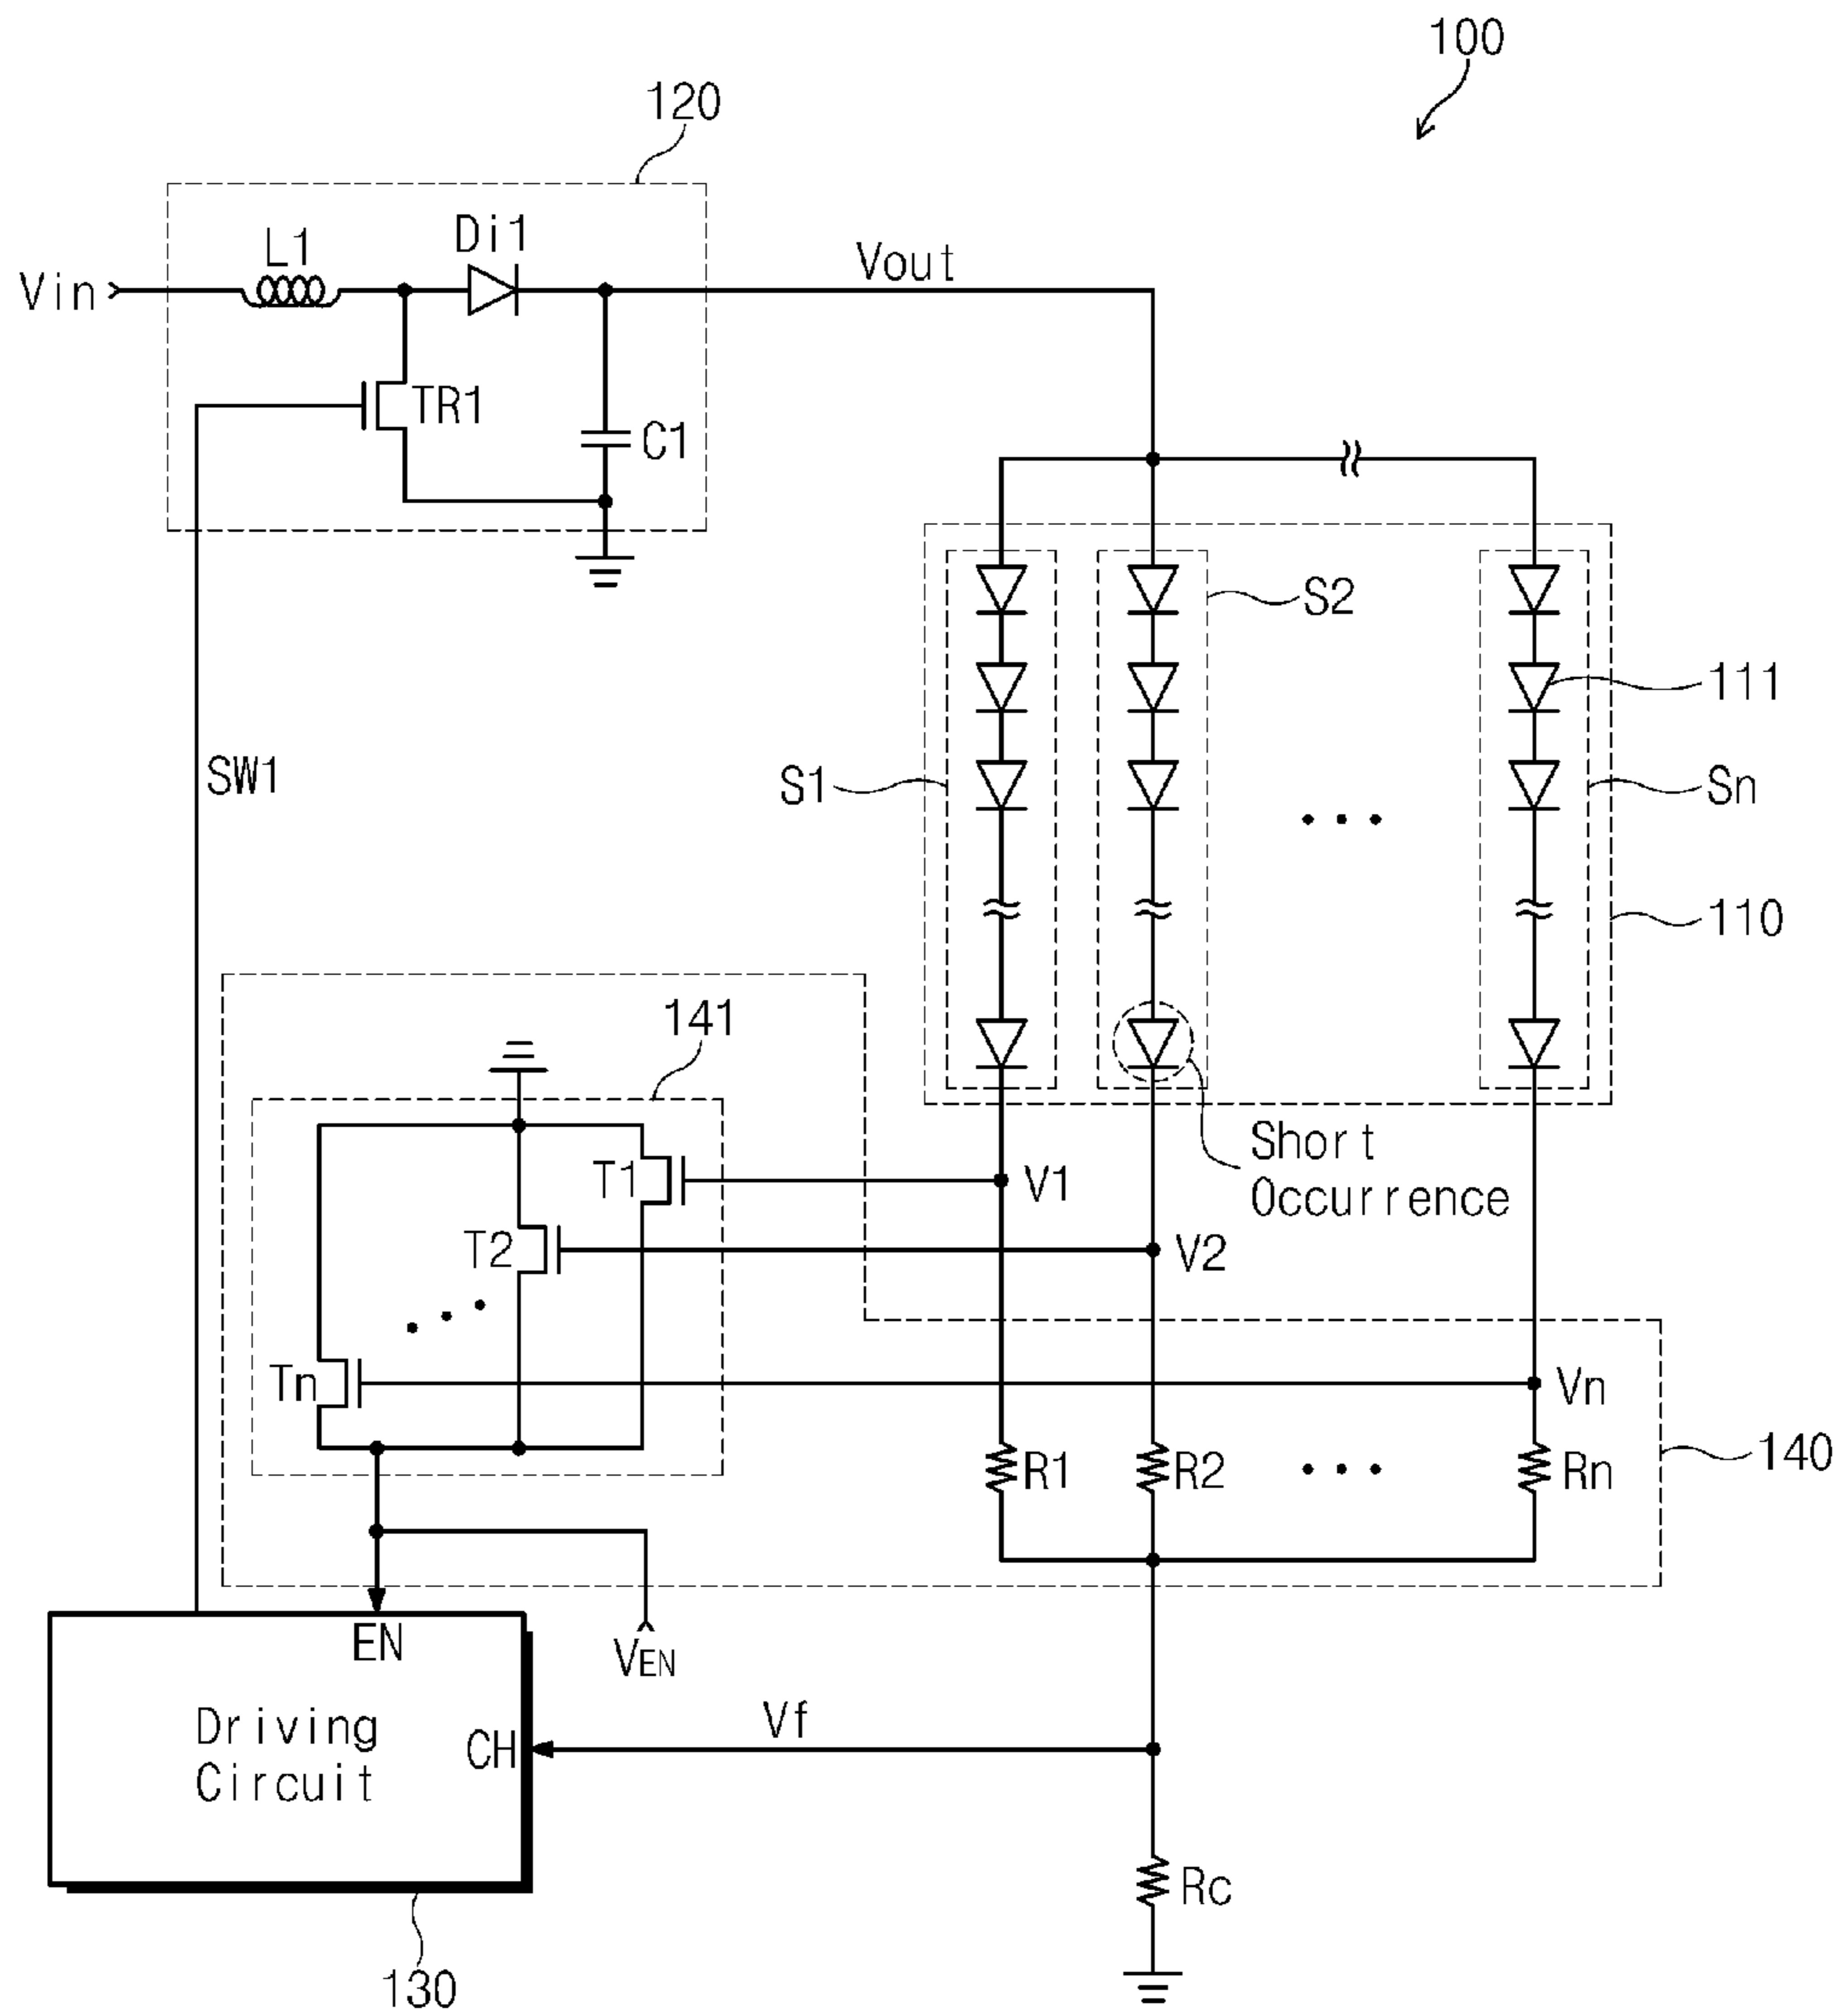 100
120
L1
Di1
Vin
Vout
TR1
C1
S2
111
SW1
S1
Sn
110
141
Short
Occurrence
T1
V1
T2
V2
Tn
Vn
140
R1
R2
Rn
EN
VEN
Driving
Circuit
CH
Vf
Rc
130